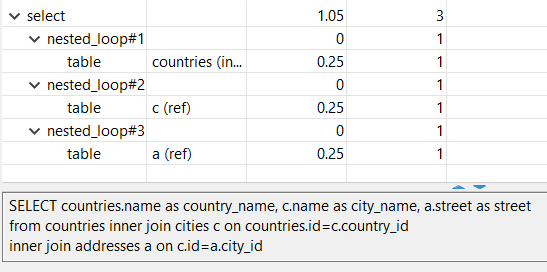 select 1.05 3
nested_loop#1 0 1
table countries (in... 0.25 1
nested_loop#2 0 1
table c (ref) 0.25 1
nested_loop#3 0 1
table a (ref) 0.25 1
SELECT countries.name as country_name, c.name as city_name, a.street as street
from countries inner join cities c on countries.id=c.country_id
inner join addresses a on c.id=a.city_id